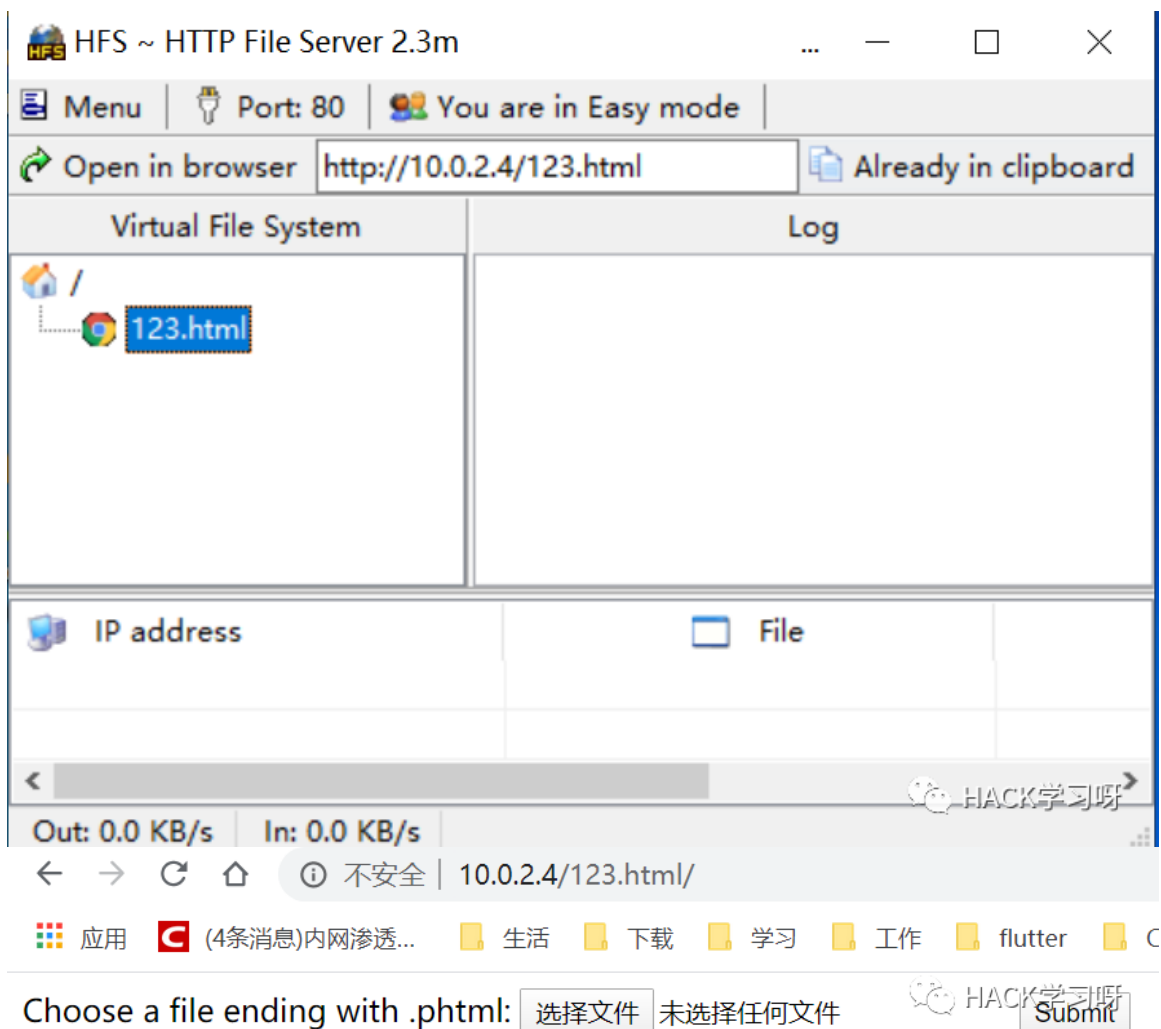 HFS ~ HTTP File Server 2.3m ...
Menu Port: 80 You are in Easy mode
Open in browser http://10.0.2.4/123.html Already in clipboard
Virtual File System Log
/
123.html
IP address File
HACK学习呀
Out: 0.0 KB/s In: 0.0 KB/s
不安全 10.0.2.4/123.html/
应用 C (4条消息)内网渗透... 生活 下载 学习 工作 flutter
Choose a file ending with .phtml: 选择文件 未选择任何文件 Submit
HACK学习呀